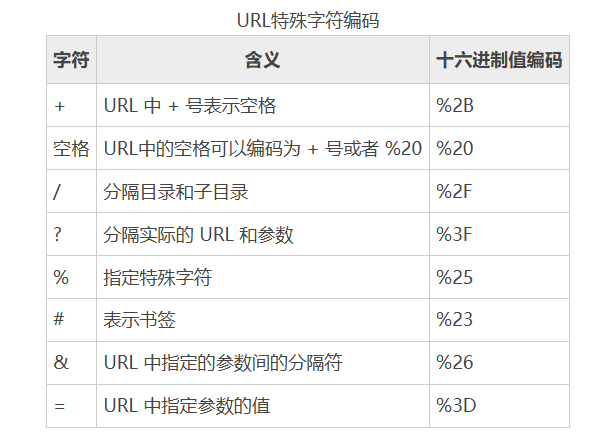 URL特殊字符编码
字符 含义 十六进制值编码
+ URL 中 + 号表示空格 %2B
空格 URL中的空格可以编码为 + 号或者 %20 %20
/ 分隔目录和子目录 %2F
? 分隔实际的 URL 和参数 %3F
% 指定特殊字符 %25
# 表示书签 %23
& URL 中指定的参数间的分隔符 %26
= URL 中指定参数的值 %3D